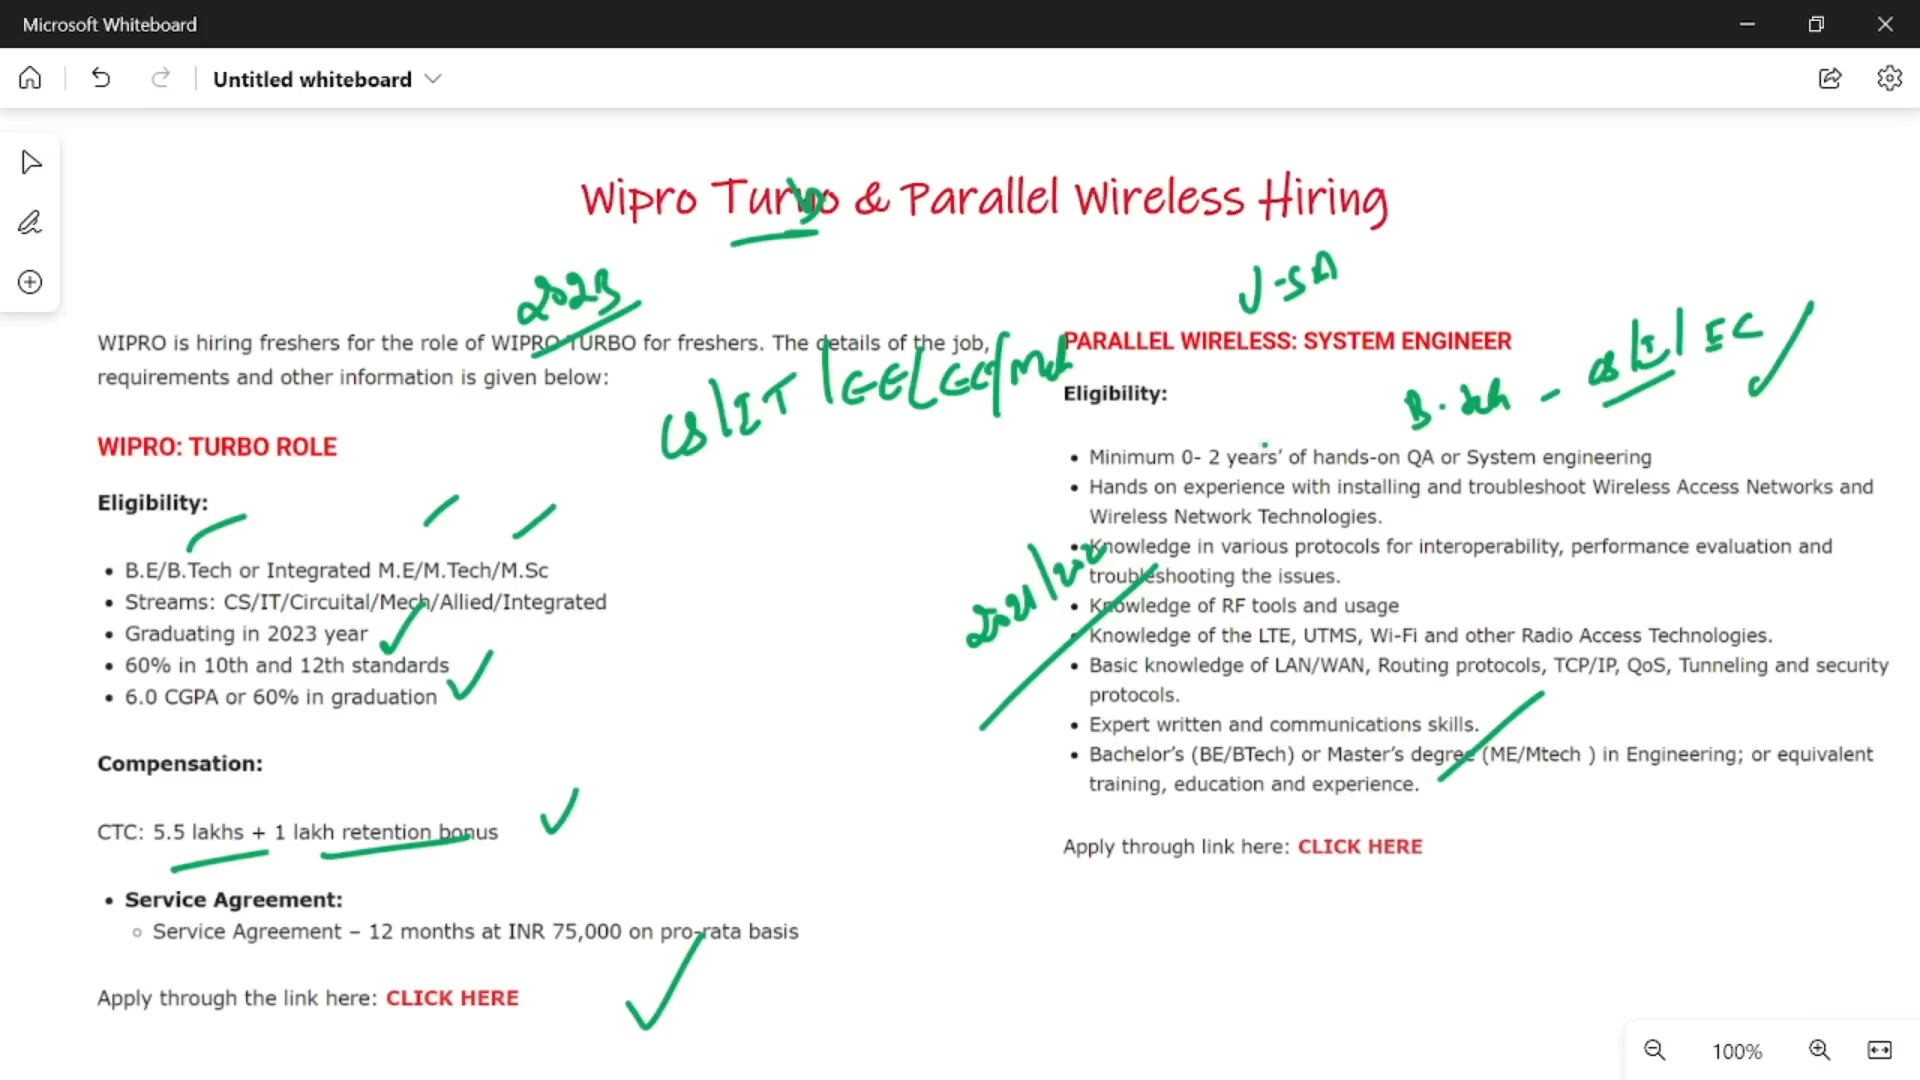 Microsoft Whiteboard
Untitled whiteboard
Wipro Turbo & Parallel Wireless Hiring
2023
WIPRO is hiring freshers for the role of WIPRO TURBO for freshers. The details of the job,
requirements and other information is given below:
CS/IT/EE/EC/Mech
WIPRO: TURBO ROLE
Eligibility:
• B.E/B.Tech or Integrated M.E/M.Tech/M.Sc
• Streams: CS/IT/Circuital/Mech/Allied/Integrated
• Graduating in 2023 year
• 60% in 10th and 12th standards
• 6.0 CGPA or 60% in graduation
Compensation:
CTC: 5.5 lakhs + 1 lakh retention bonus
• Service Agreement:
○ Service Agreement – 12 months at INR 75,000 on pro-rata basis
Apply through the link here: CLICK HERE
PARALLEL WIRELESS: SYSTEM ENGINEER
B.Tech - CS/IT/EC
Eligibility:
• Minimum 0- 2 years’ of hands-on QA or System engineering
• Hands on experience with installing and troubleshoot Wireless Access Networks and
Wireless Network Technologies.
• Knowledge in various protocols for interoperability, performance evaluation and
troubleshooting the issues.
• Knowledge of RF tools and usage
• Knowledge of the LTE, UTMS, Wi-Fi and other Radio Access Technologies.
• Basic knowledge of LAN/WAN, Routing protocols, TCP/IP, QoS, Tunneling and security
protocols.
• Expert written and communications skills.
• Bachelor’s (BE/BTech) or Master’s degree (ME/Mtech ) in Engineering; or equivalent
training, education and experience.
Apply through link here: CLICK HERE
100%